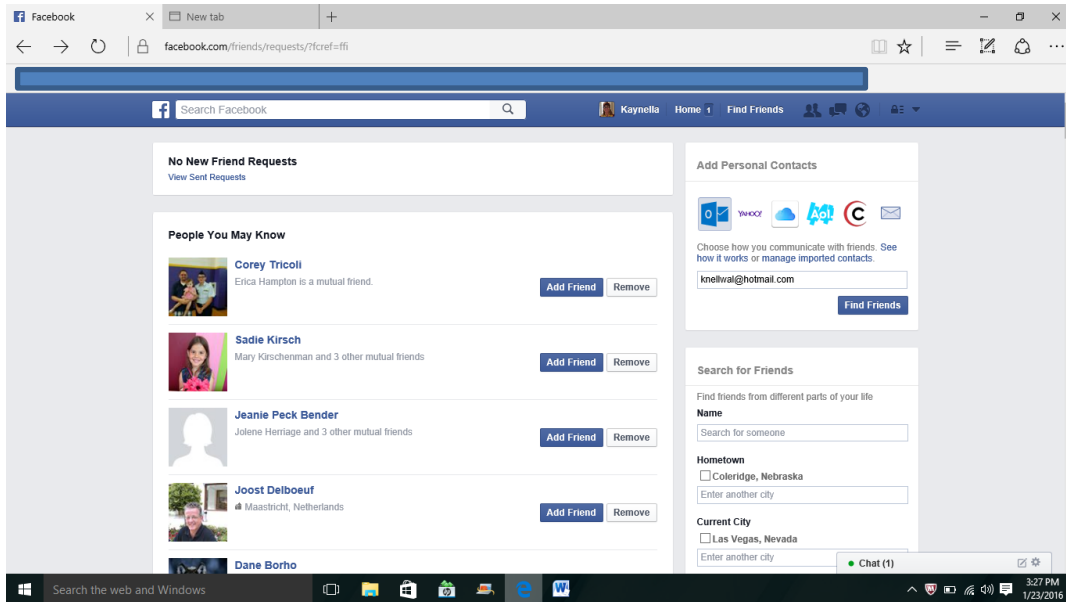 Facebook
New tab
facebook.com/friends/requests/?fcref=ffi
Search Facebook
Kaynella Home 1 Find Friends
No New Friend Requests
View Sent Requests
People You May Know
Corey Tricoli
Erica Hampton is a mutual friend.
Add Friend Remove
Sadie Kirsch
Mary Kirschenman and 3 other mutual friends
Add Friend Remove
Jeanie Peck Bender
Jolene Herriage and 3 other mutual friends
Add Friend Remove
Joost Delboeuf
Maastricht, Netherlands
Add Friend Remove
Dane Borho
Add Personal Contacts
YAHOO! Aol. C
Choose how you communicate with friends. See
how it works or manage imported contacts.
knellwal@hotmail.com
Find Friends
Search for Friends
Find friends from different parts of your life
Name
Search for someone
Hometown
Coleridge, Nebraska
Enter another city
Current City
Las Vegas, Nevada
Enter another city
Chat (1)
Search the web and Windows
3:27 PM
1/23/2016